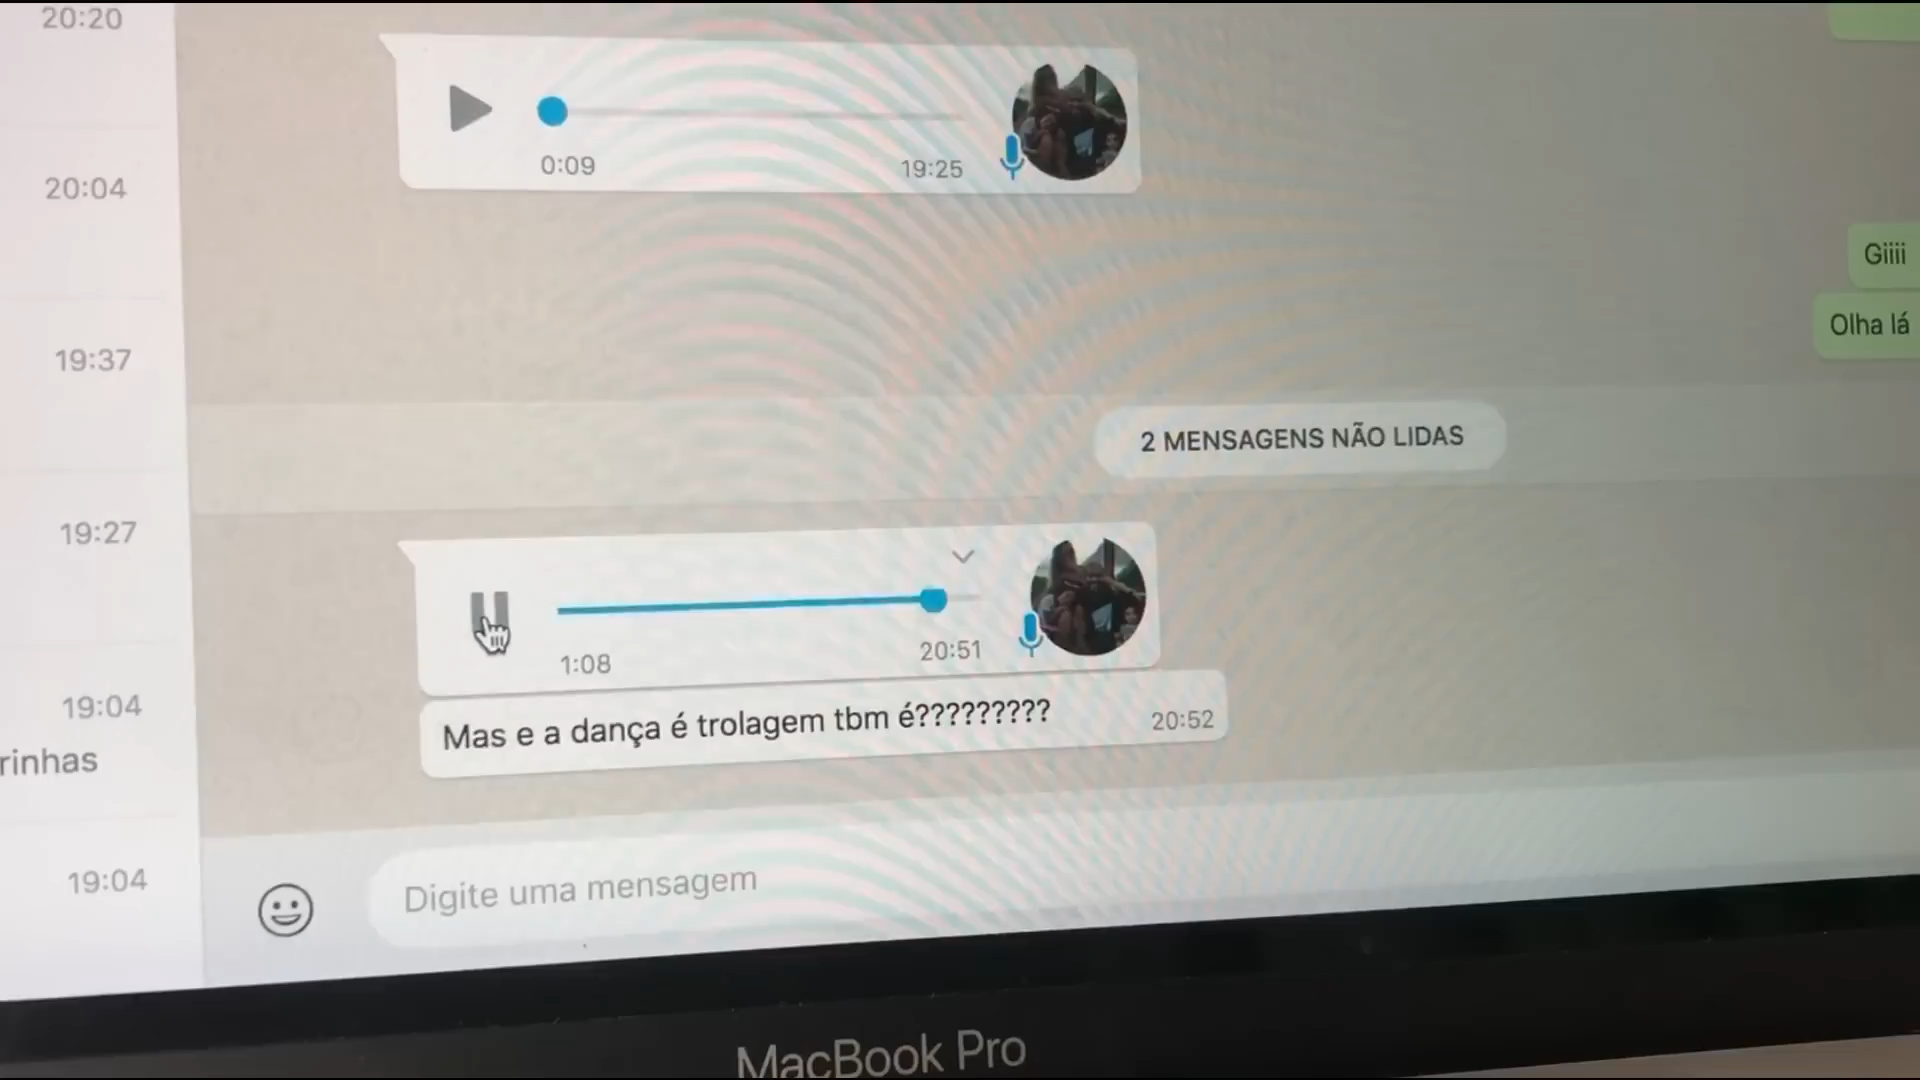 20:20
20:04
19:37
19:27
19:04
rinhas
19:04
0:09
19:25
Giiii
Olha lá
2 MENSAGENS NÃO LIDAS
1:08
20:51
Mas e a dança é trolagem tbm é?????????
20:52
Digite uma mensagem
MacBook Pro